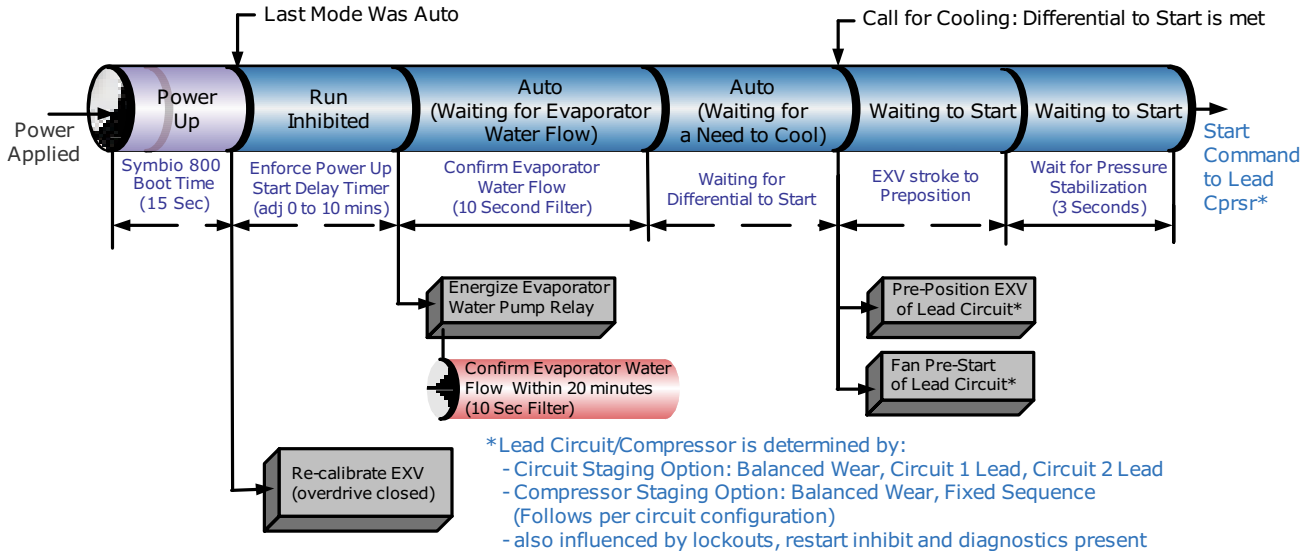 Last Mode Was Auto
Call for Cooling: Differential to Start is met
Power
Applied
Power
Up
Run
Inhibited
Auto
(Waiting for Evaporator
Water Flow)
Auto
(Waiting for
a Need to Cool)
Waiting to Start
Waiting to Start
Start
Command
to Lead
Cprsr*
Symbio 800
Boot Time
(15 Sec)
Enforce Power Up
Start Delay Timer
(adj 0 to 10 mins)
Confirm Evaporator
Water Flow
(10 Second Filter)
Waiting for
Differential to Start
EXV stroke to
Preposition
Wait for Pressure
Stabilization
(3 Seconds)
Energize Evaporator
Water Pump Relay
Confirm Evaporator Water
Flow Within 20 minutes
(10 Sec Filter)
Pre-Position EXV
of Lead Circuit*
Fan Pre-Start
of Lead Circuit*
Re-calibrate EXV
(overdrive closed)
*Lead Circuit/Compressor is determined by:
- Circuit Staging Option: Balanced Wear, Circuit 1 Lead, Circuit 2 Lead
- Compressor Staging Option: Balanced Wear, Fixed Sequence
(Follows per circuit configuration)
- also influenced by lockouts, restart inhibit and diagnostics present